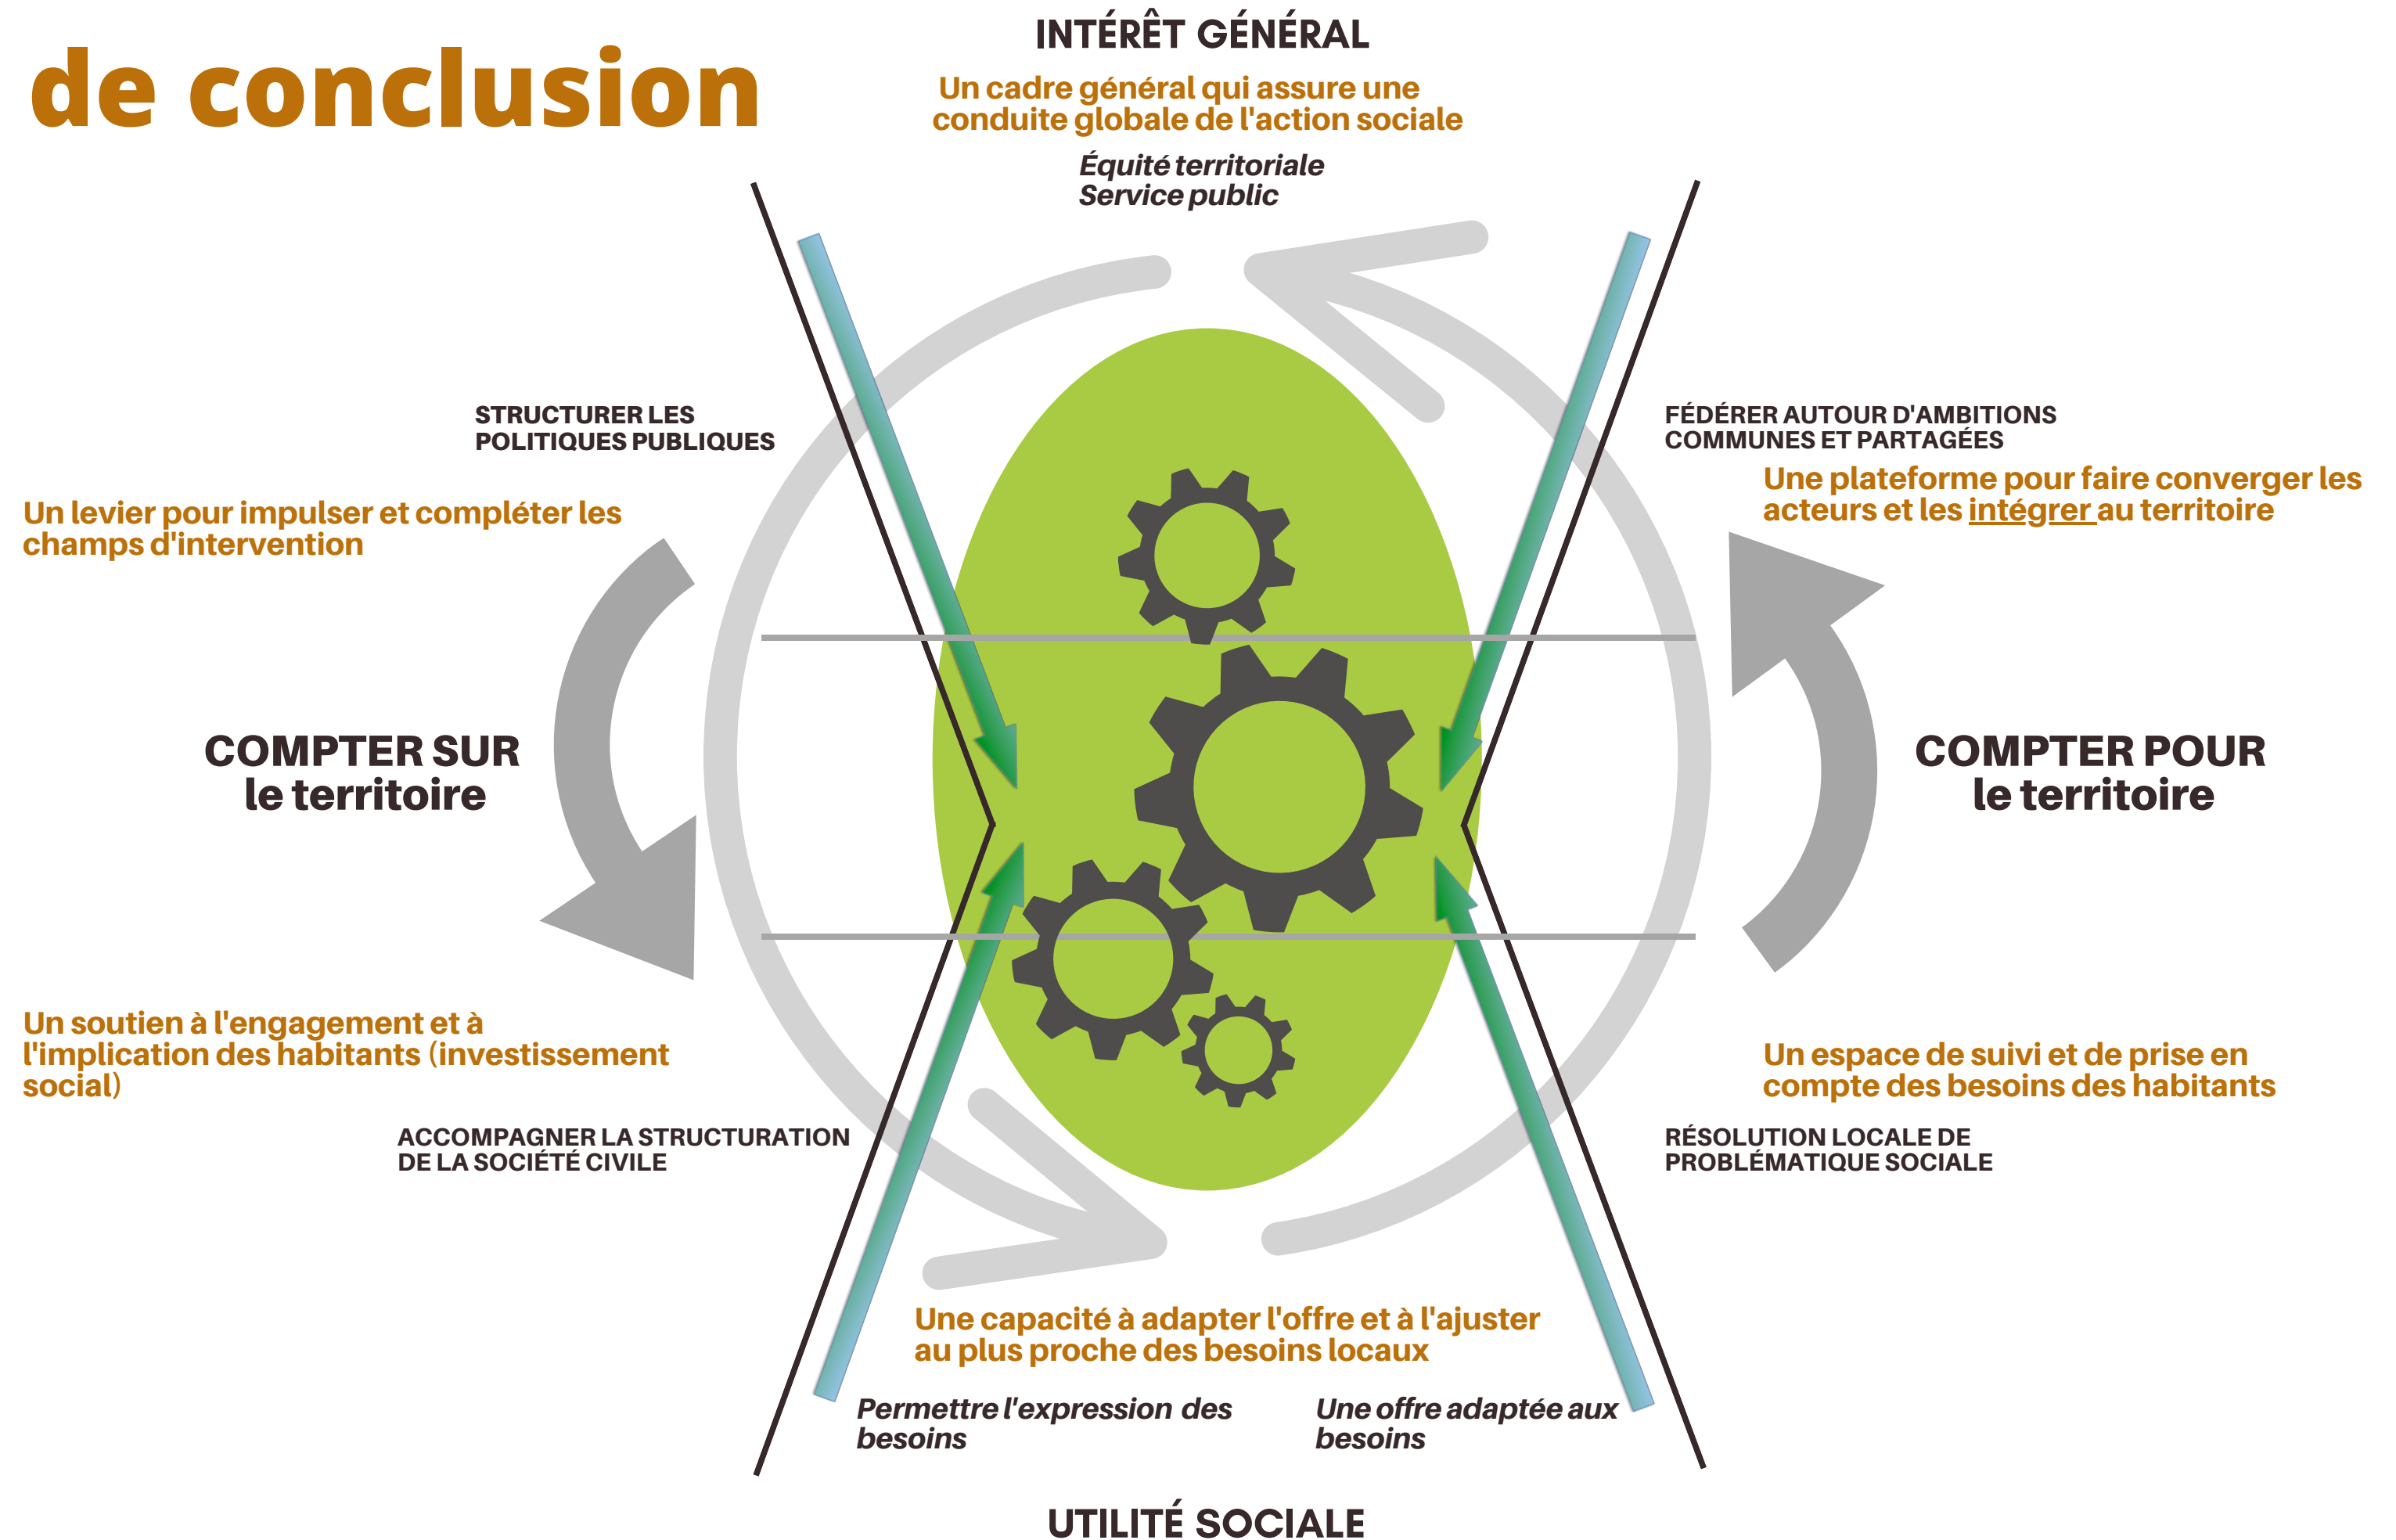 de conclusion
INTÉRÊT GÉNÉRAL
Un cadre général qui assure une
conduite globale de l'action sociale
Équité territoriale
Service public
STRUCTURER LES
POLITIQUES PUBLIQUES
Un levier pour impulser et compléter les
champs d'intervention
FÉDÉRER AUTOUR D'AMBITIONS
COMMUNES ET PARTAGÉES
Une plateforme pour faire converger les
acteurs et les intégrer au territoire
COMPTER SUR
le territoire
COMPTER POUR
le territoire
Un soutien à l'engagement et à
l'implication des habitants (investissement
social)
ACCOMPAGNER LA STRUCTURATION
DE LA SOCIÉTÉ CIVILE
Un espace de suivi et de prise en
compte des besoins des habitants
RÉSOLUTION LOCALE DE
PROBLÉMATIQUE SOCIALE
Une capacité à adapter l'offre et à l'ajuster
au plus proche des besoins locaux
Permettre l'expression des
besoins
Une offre adaptée aux
besoins
UTILITÉ SOCIALE